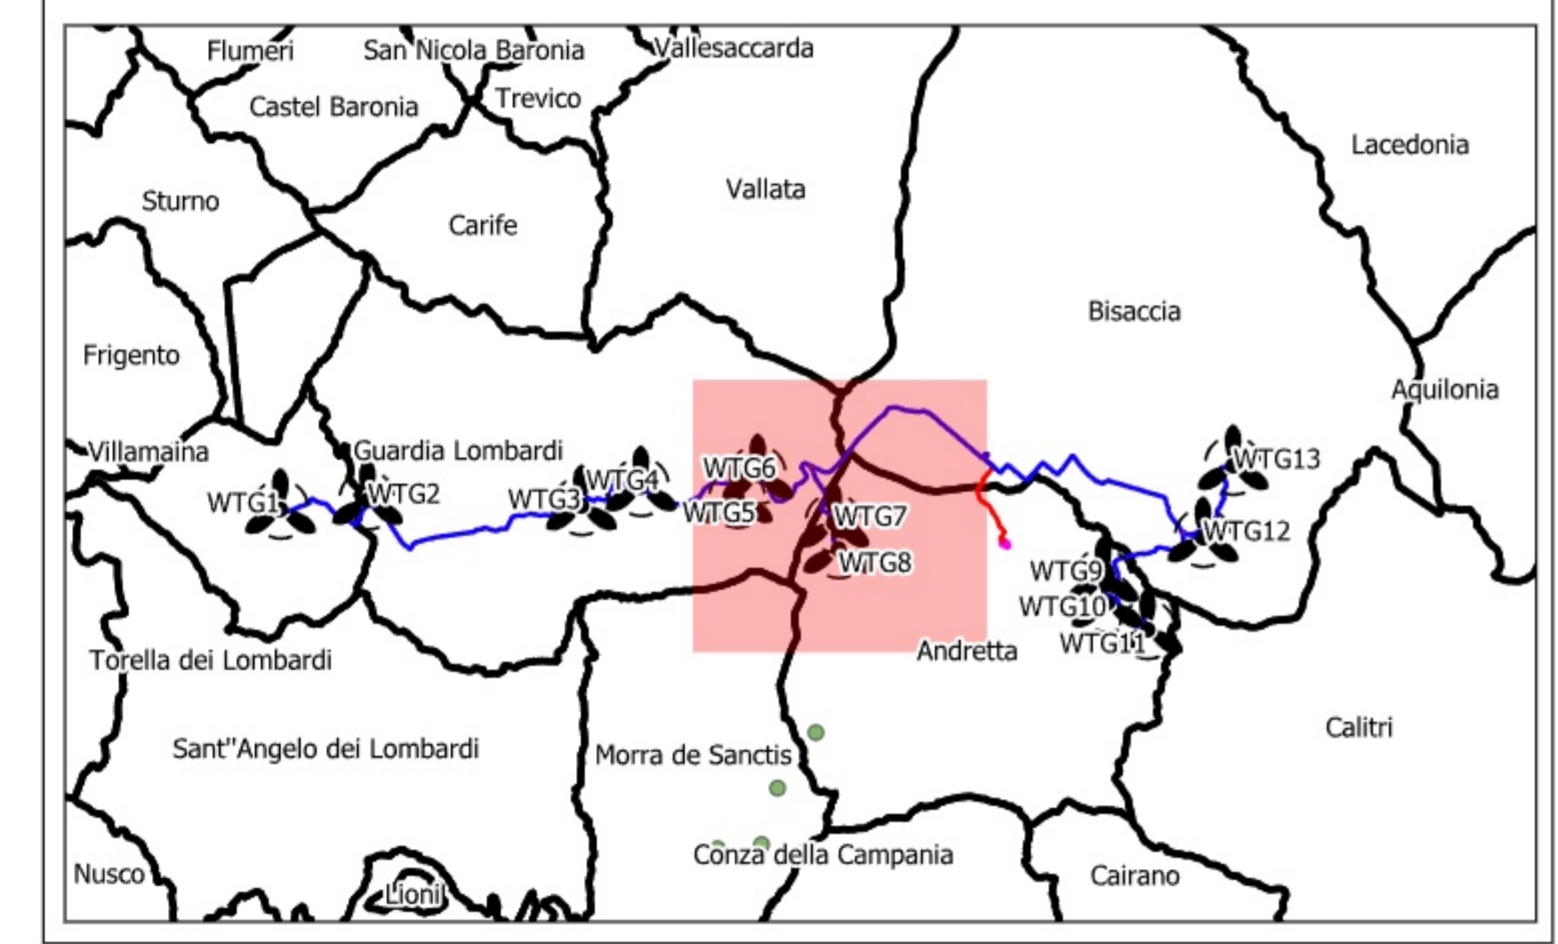 Flumeri
San Nicola Baronia
Vallesaccarda
Castel Baronia
Trevico
Lacedonia
Sturno
Vallata
Carife
Bisaccia
Frigento
Aquilonia
Villamaina
Guardia Lombardi
WTG1
WTG2
WTG3
WTG4
WTG6
WTG5
WTG7
WTG8
WTG13
WTG12
WTG9
WTG10
WTG11
Andretta
Torella dei Lombardi
Calitri
Sant"Angelo dei Lombardi
Morra de Sanctis
Conza della Campania
Nusco
Lioni
Cairano